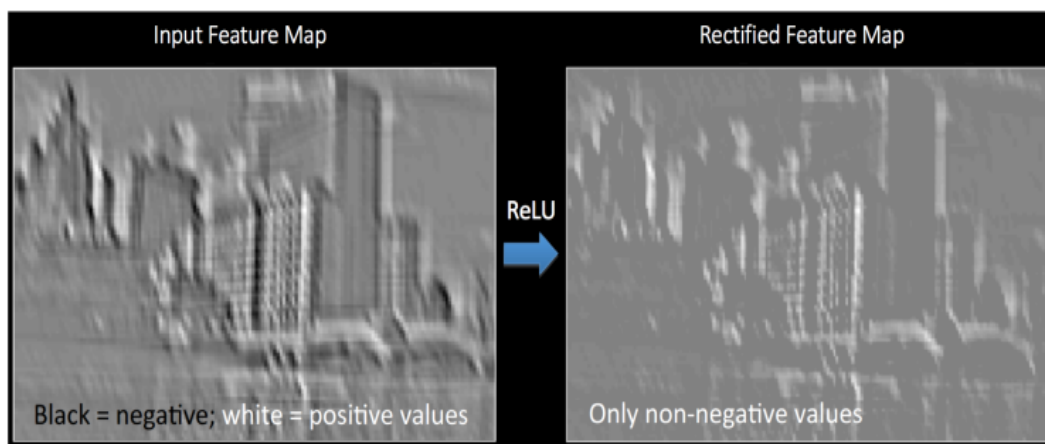 Input Feature Map
Rectified Feature Map
ReLU
Black = negative; white = positive values
Only non-negative values